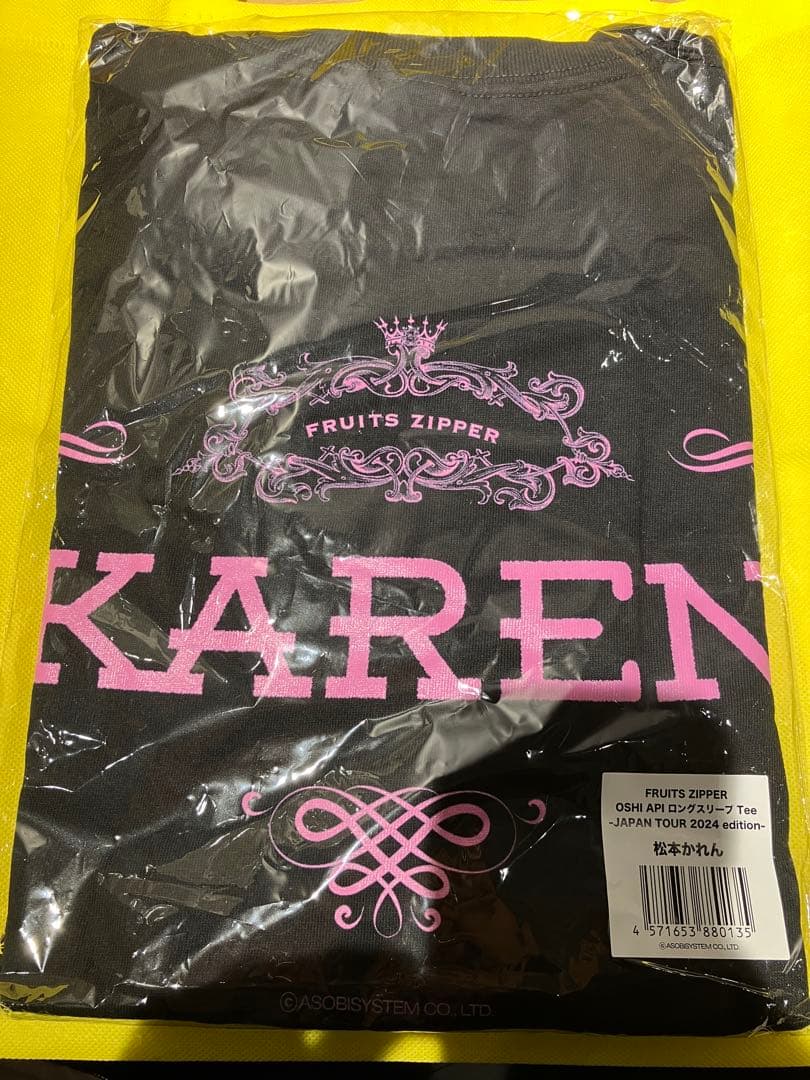 FRUITS ZIPPER
KAREN
FRUITS ZIPPER
OSHI API ロングスリーブ Tee
-JAPAN TOUR 2024 edition-
松本かれん
4 571653 880135
©ASOBISYSTEM CO., LTD.
©ASOBISYSTEM CO., LTD.